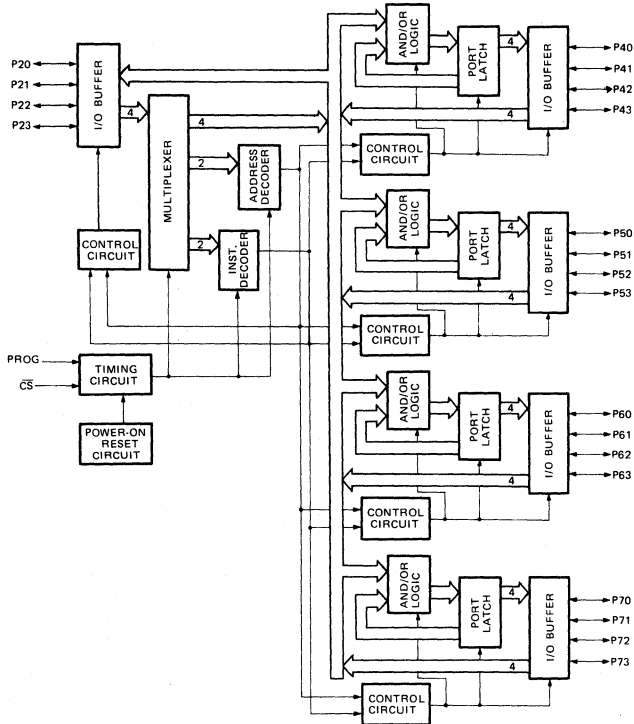 P20
P21
P22
P23
I/O BUFFER
4
MULTIPLEXER
4
2
ADDRESS
DECODER
2
INST.
DECODER
CONTROL
CIRCUIT
PROG
CS
TIMING
CIRCUIT
POWER-ON
RESET
CIRCUIT
AND/OR
LOGIC
PORT
LATCH
4
I/O BUFFER
P40
P41
P42
P43
4
CONTROL
CIRCUIT
AND/OR
LOGIC
PORT
LATCH
4
I/O BUFFER
P50
P51
P52
P53
4
CONTROL
CIRCUIT
AND/OR
LOGIC
PORT
LATCH
4
I/O BUFFER
P60
P61
P62
P63
4
CONTROL
CIRCUIT
AND/OR
LOGIC
PORT
LATCH
4
I/O BUFFER
P70
P71
P72
P73
4
CONTROL
CIRCUIT